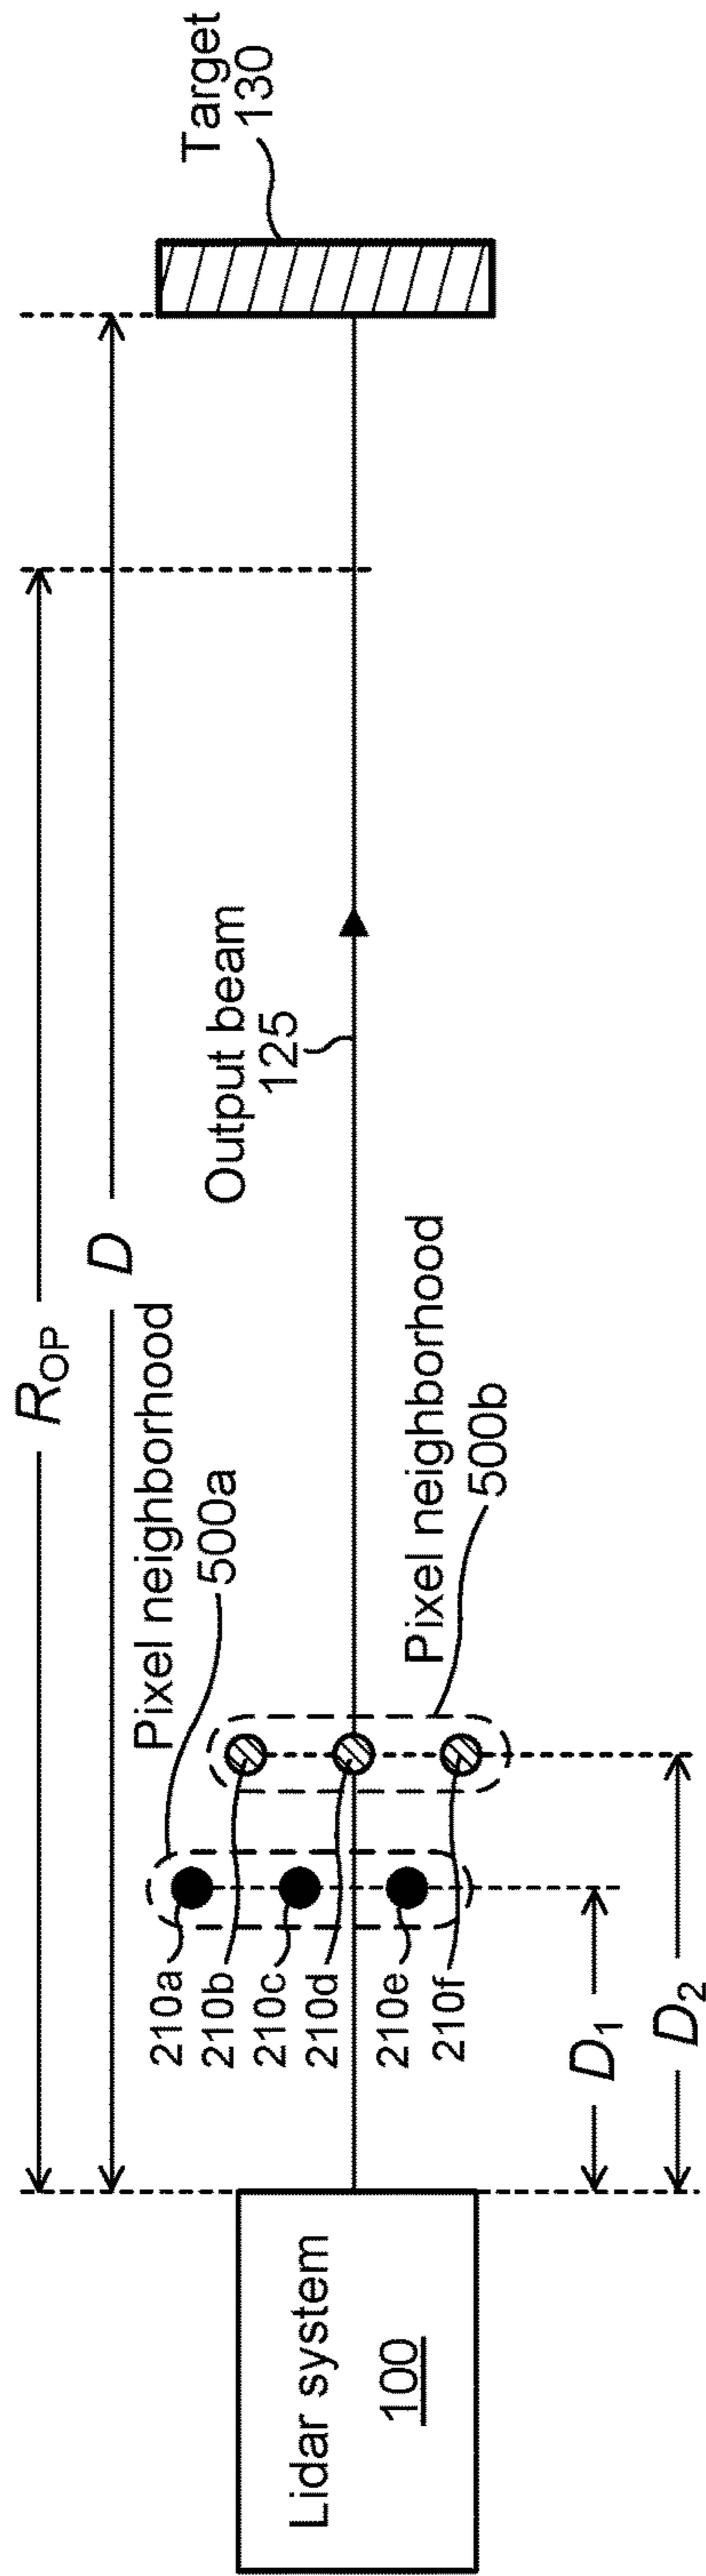 R_OP
D
Target
130
Output beam
125
Pixel neighborhood
500a
Pixel neighborhood
500b
210a
210b
210c
210d
210e
210f
D_1
D_2
Lidar system
100